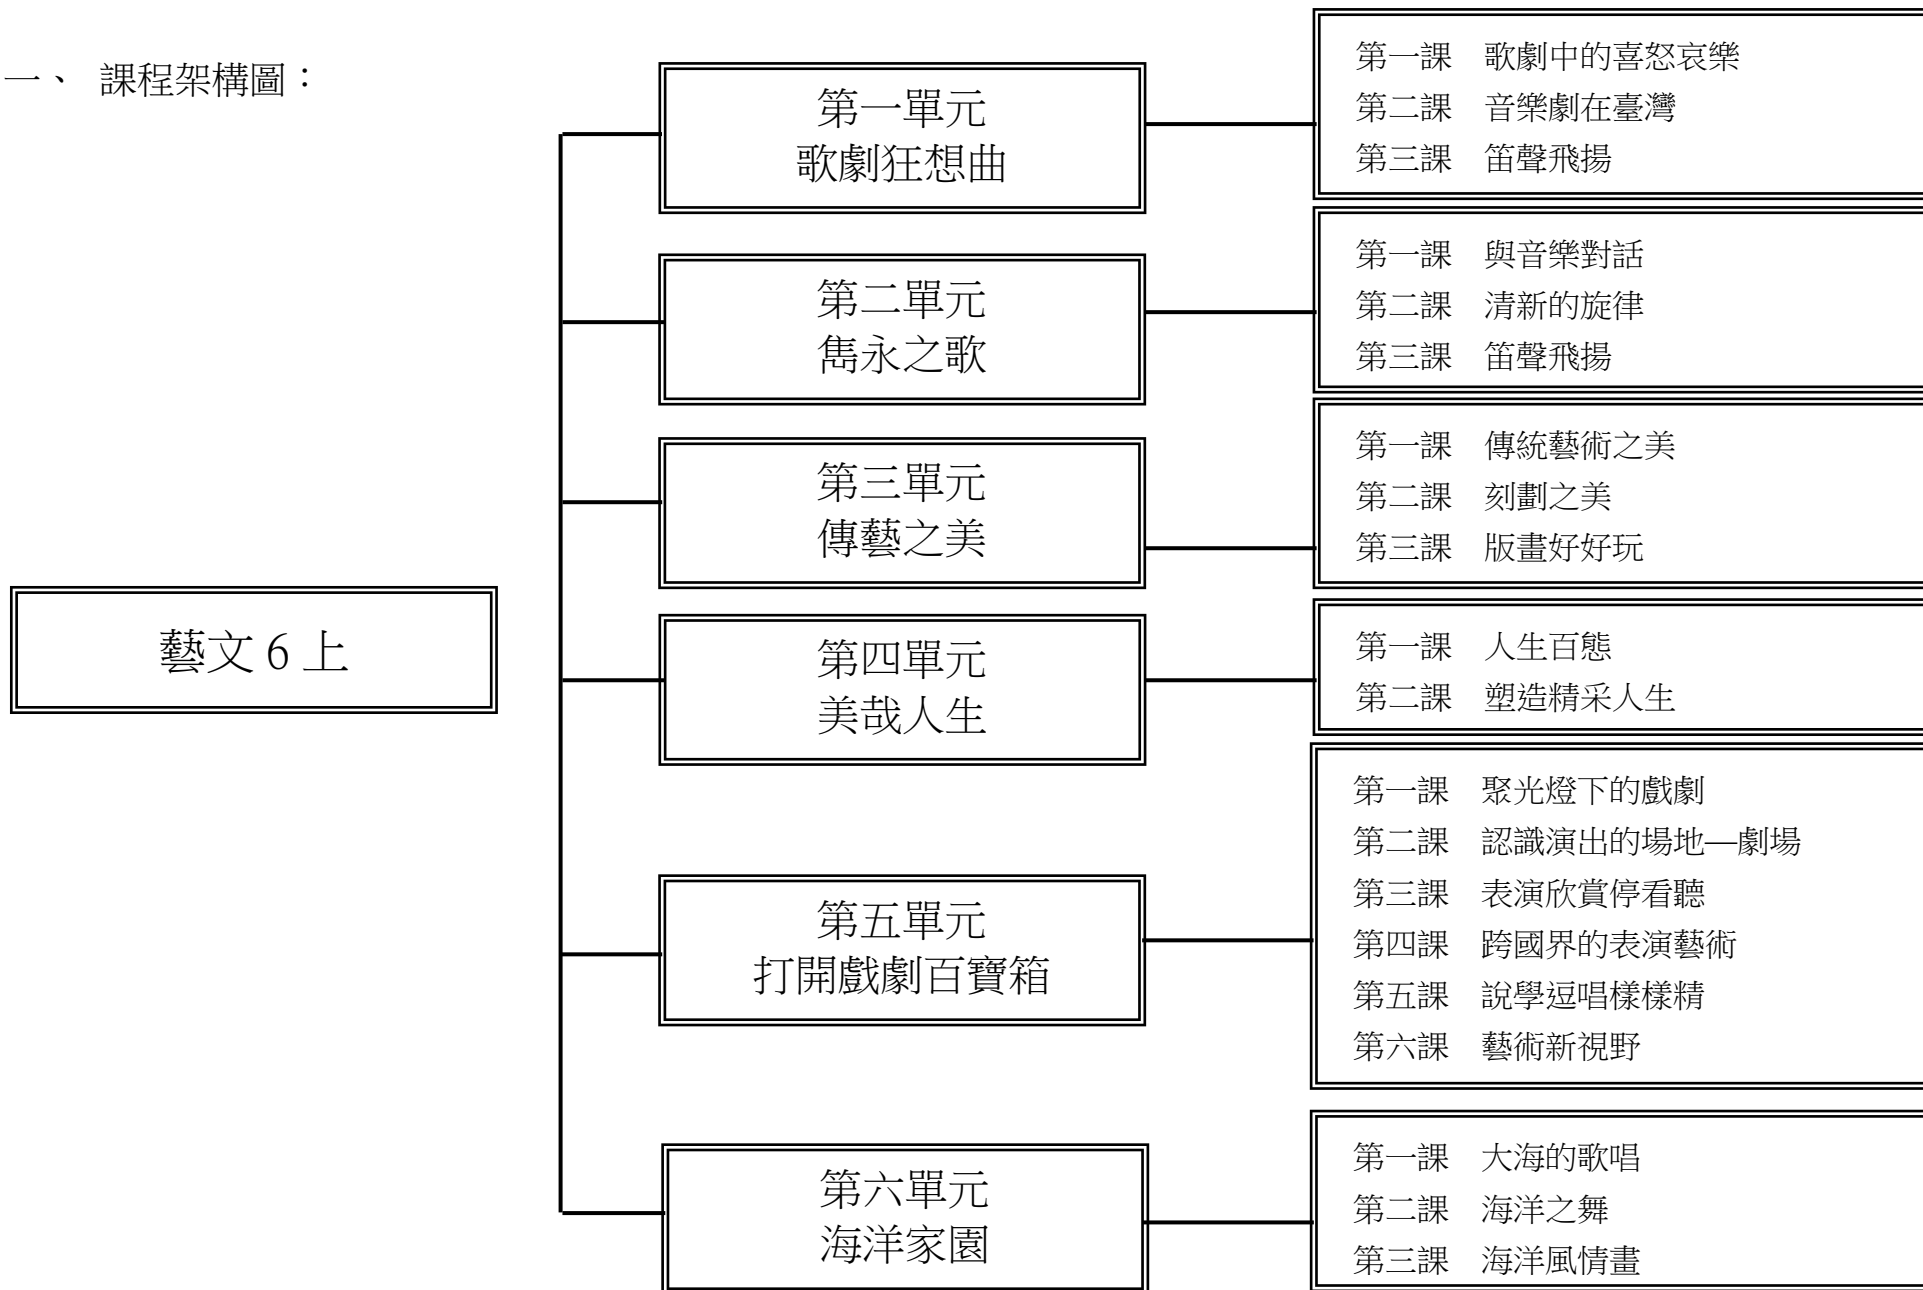 一、 課程架構圖：
藝文6上
第一單元
歌劇狂想曲
第一課 歌劇中的喜怒哀樂
第二課 音樂劇在臺灣
第三課 笛聲飛揚
第二單元
雋永之歌
第一課 與音樂對話
第二課 清新的旋律
第三課 笛聲飛揚
第三單元
傳藝之美
第一課 傳統藝術之美
第二課 刻劃之美
第三課 版畫好好玩
第四單元
美哉人生
第一課 人生百態
第二課 塑造精采人生
第五單元
打開戲劇百寶箱
第一課 聚光燈下的戲劇
第二課 認識演出的場地—劇場
第三課 表演欣賞停看聽
第四課 跨國界的表演藝術
第五課 說學逗唱樣樣精
第六課 藝術新視野
第六單元
海洋家園
第一課 大海的歌唱
第二課 海洋之舞
第三課 海洋風情畫